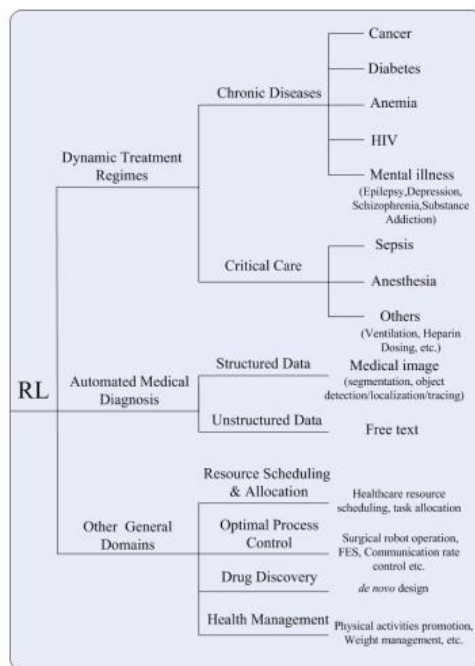 RL
Dynamic Treatment
Regimes
Chronic Diseases
Cancer
Diabetes
Anemia
HIV
Mental illness
(Epilepsy,Depression,
Schizophrenia,Substance
Addiction)
Critical Care
Sepsis
Anesthesia
Others
(Ventilation, Heparin
Dosing, etc.)
Automated Medical
Diagnosis
Structured Data
Medical image
(segmentation, object
detection/localization/tracing)
Unstructured Data
Free text
Other General
Domains
Resource Scheduling
& Allocation
Healthcare resource
scheduling, task allocation
Optimal Process
Control
Surgical robot operation,
FES, Communication rate
control etc.
Drug Discovery
de novo design
Health Management
Physical activities promotion,
Weight management, etc.